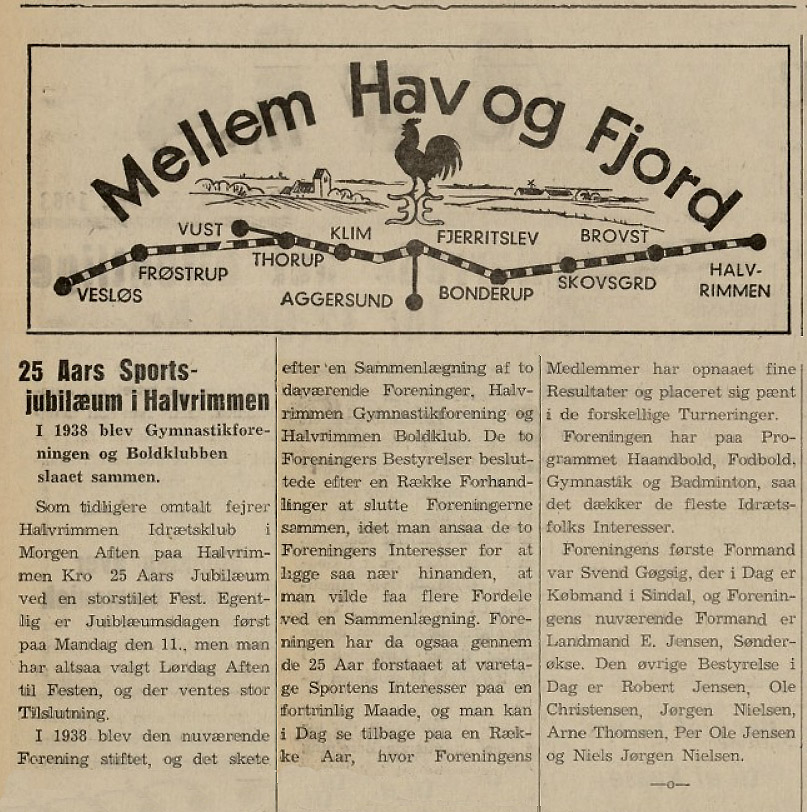 Mellem Hav og Fjord
VUST
KLIM
FJERRITSLEV
BROVST
FRØSTRUP
THORUP
VESLØS
AGGERSUND
BONDERUP
SKOVSGRD
HALV-
RIMMEN
25 Aars Sports-
jubilæum i Halvrimmen
I 1938 blev Gymnastikfore-
ningen og Boldklubben
slaaet sammen.
Som tidligere omtalt fejrer
Halvrimmen Idrætsklub i
Morgen Aften paa Halvrim-
men Kro 25 Aars Jubilæum
ved en storstilet Fest. Egent-
lig er Juiblæumsdagen først
paa Mandag den 11., men man
har altsaa valgt Lørdag Aften
til Festen, og der ventes stor
Tilslutning.
I 1938 blev den nuværende
Forening stiftet, og det skete
efter en Sammenlægning af to
daværende Foreninger, Halv-
rimmen Gymnastikforening og
Halvrimmen Boldklub. De to
Foreningers Bestyrelser beslut-
tede efter en Række Forhand-
linger at slutte Foreningerne
sammen, idet man ansaa de to
Foreningers Interesser for at
ligge saa nær hinanden, at
man vilde faa flere Fordele
ved en Sammenlægning. Fore-
ningen har da ogsaa gennem
de 25 Aar forstaaet at vareta-
ge Sportens Interesser paa en
fortrinlig Maade, og man kan
i Dag se tilbage paa en Ræk-
ke Aar, hvor Foreningens
Medlemmer har opnaaet fine
Resultater og placeret sig pænt
i de forskellige Turneringer.
Foreningen har paa Pro-
grammet Haandbold, Fodbold,
Gymnastik og Badminton, saa
det dækker de fleste Idræts-
folks Interesser.
Foreningens første Formand
var Svend Gøgsig, der i Dag er
Købmand i Sindal, og Forenin-
gens nuværende Formand er
Landmand E. Jensen, Sønder-
økse. Den øvrige Bestyrelse i
Dag er Robert Jensen, Ole
Christensen, Jørgen Nielsen,
Arne Thomsen, Per Ole Jensen
og Niels Jørgen Nielsen.
—o—